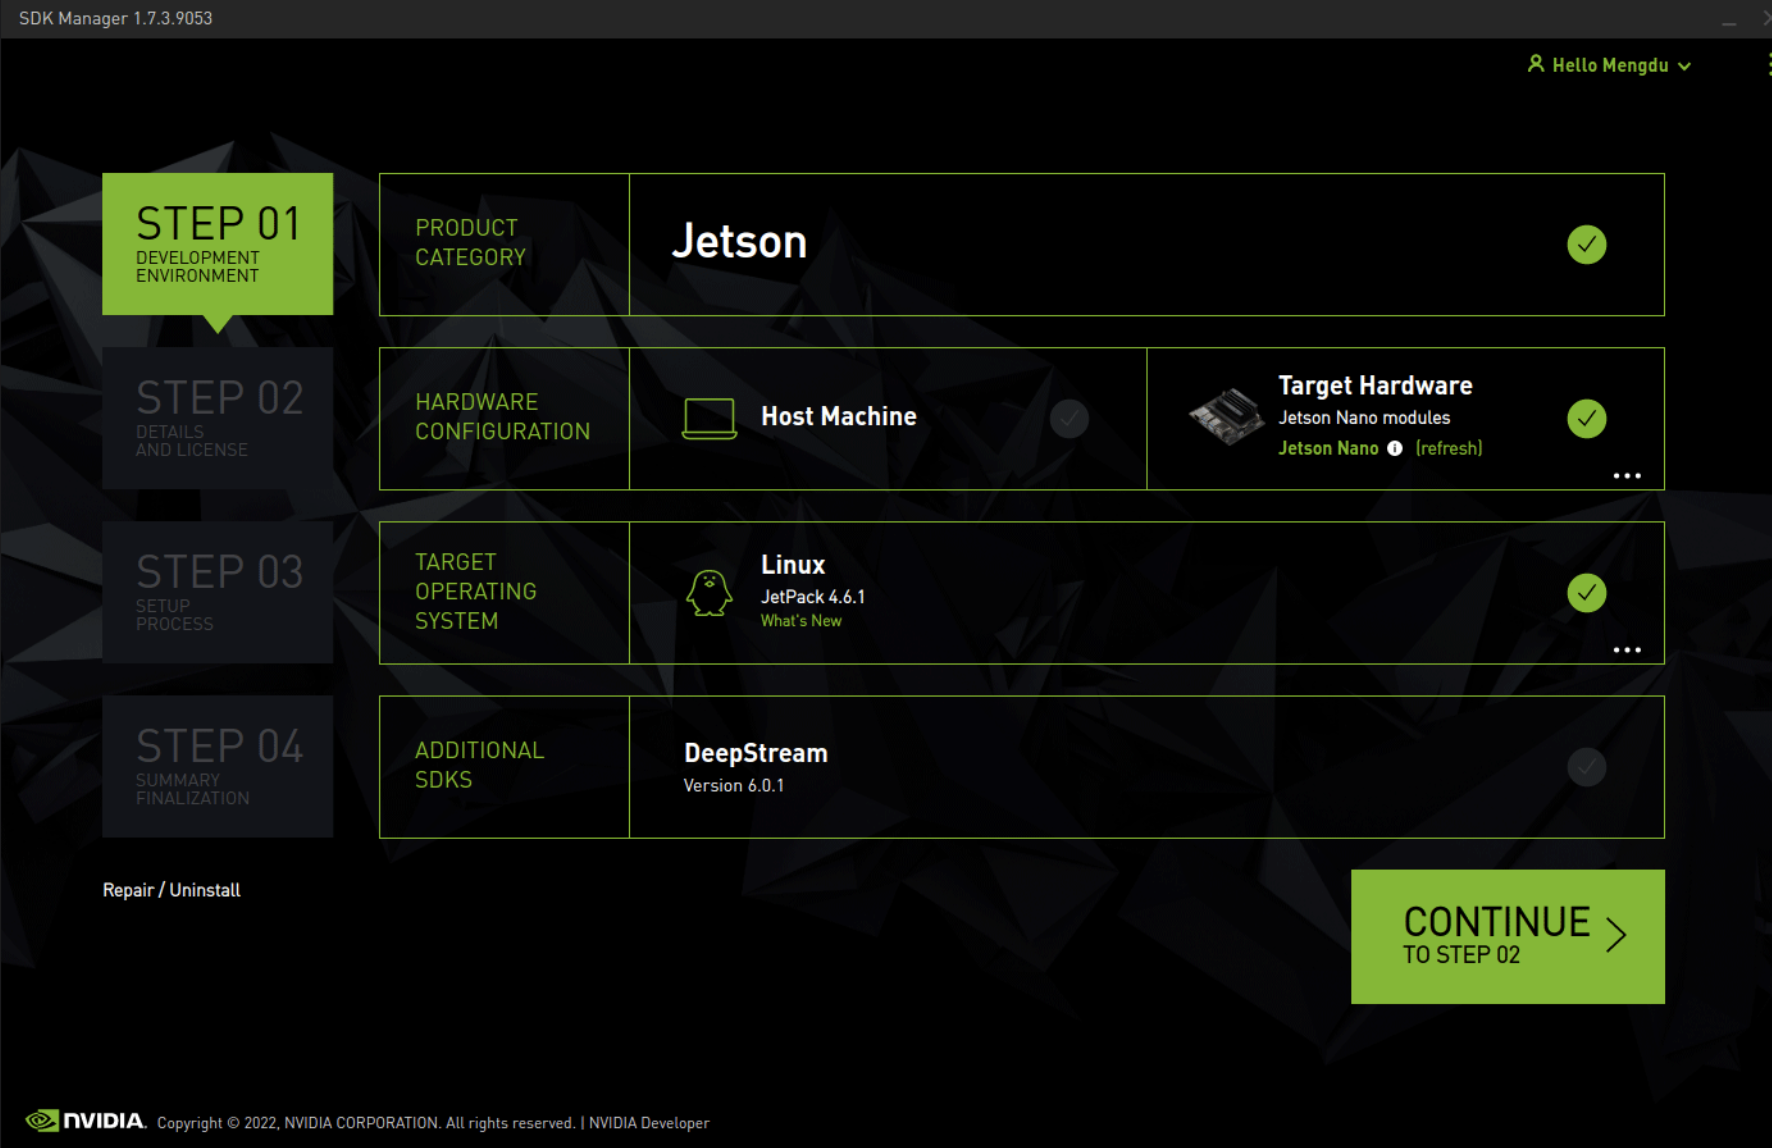 SDK Manager 1.7.3.9053
Hello Mengdu
STEP 01
DEVELOPMENT
ENVIRONMENT
PRODUCT
CATEGORY
Jetson
STEP 02
DETAILS
AND LICENSE
HARDWARE
CONFIGURATION
Host Machine
Target Hardware
Jetson Nano modules
Jetson Nano (refresh)
...
STEP 03
SETUP
PROCESS
TARGET
OPERATING
SYSTEM
Linux
JetPack 4.6.1
What's New
...
STEP 04
SUMMARY
FINALIZATION
ADDITIONAL
SDKS
DeepStream
Version 6.0.1
Repair / Uninstall
CONTINUE
TO STEP 02
NVIDIA. Copyright © 2022, NVIDIA CORPORATION. All rights reserved. | NVIDIA Developer